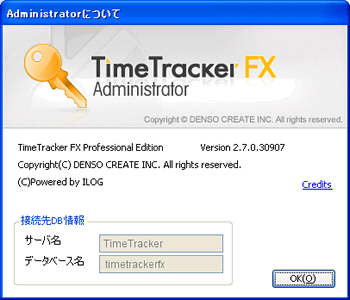 Administratorについて
TimeTracker FX
Administrator
Copyright © DENSO CREATE INC. All rights reserved.
TimeTracker FX Professional Edition Version 2.7.0.30907
Copyright(C) DENSO CREATE INC. All rights reserved.
(C)Powered by ILOG
Credits
接続先DB情報
サーバ名 TimeTracker
データベース名 timetrackerfx
OK(O)